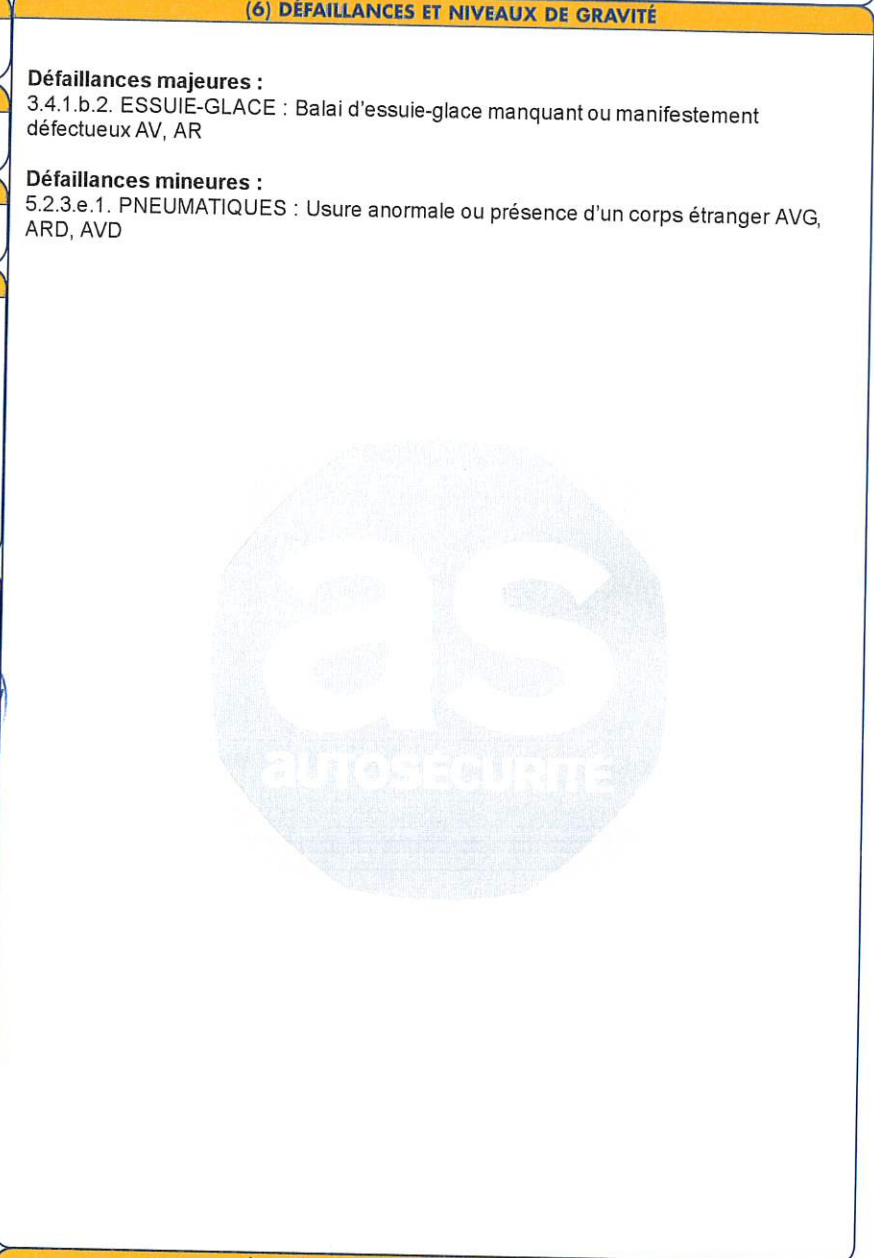 (6) DÉFAILLANCES ET NIVEAUX DE GRAVITÉ
Défaillances majeures :
3.4.1.b.2. ESSUIE-GLACE : Balai d'essuie-glace manquant ou manifestement
défectueux AV, AR
Défaillances mineures :
5.2.3.e.1. PNEUMATIQUES : Usure anormale ou présence d'un corps étranger AVG,
ARD, AVD
as
AUTOSÉCURITÉ